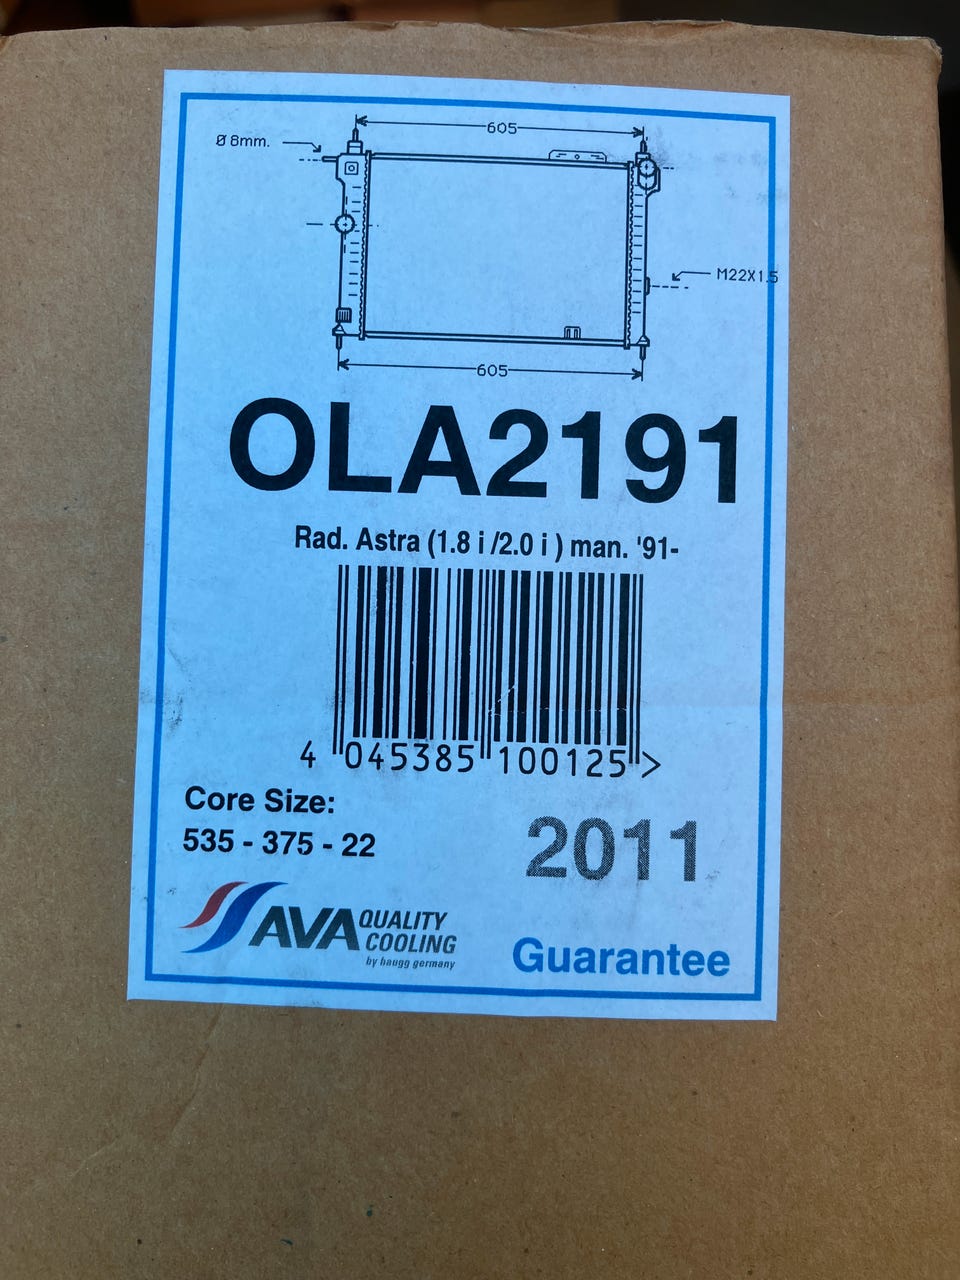 605
Ø 8mm.
M22X1.5
605
OLA2191
Rad. Astra (1.8 i /2.0 i ) man. '91-
4 045385 100125 >
Core Size:
535 - 375 - 22
2011
AVA QUALITY
COOLING
by haugg germany
Guarantee